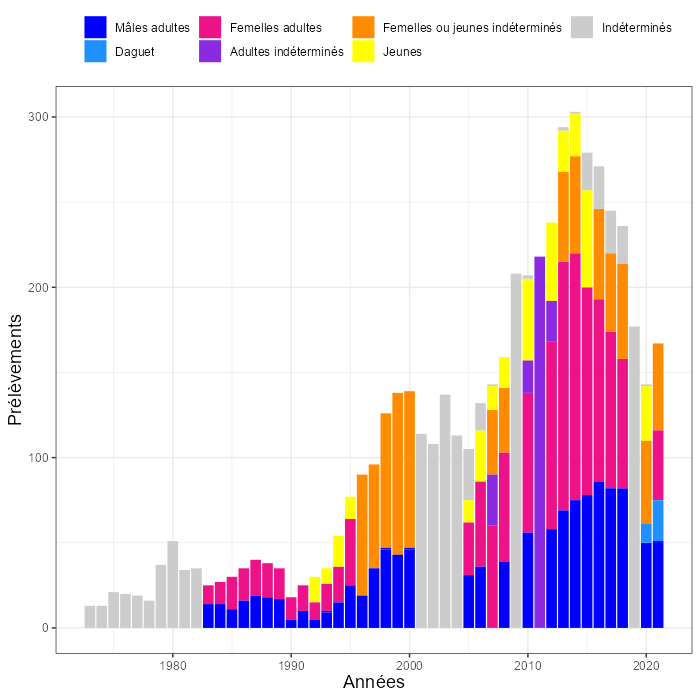 Mâles adultes Femelles adultes Femelles ou jeunes indéterminés Indéterminés
Daguet Adultes indéterminés Jeunes
300
200
100
0
Prélèvements
1980 1990 2000 2010 2020
Années